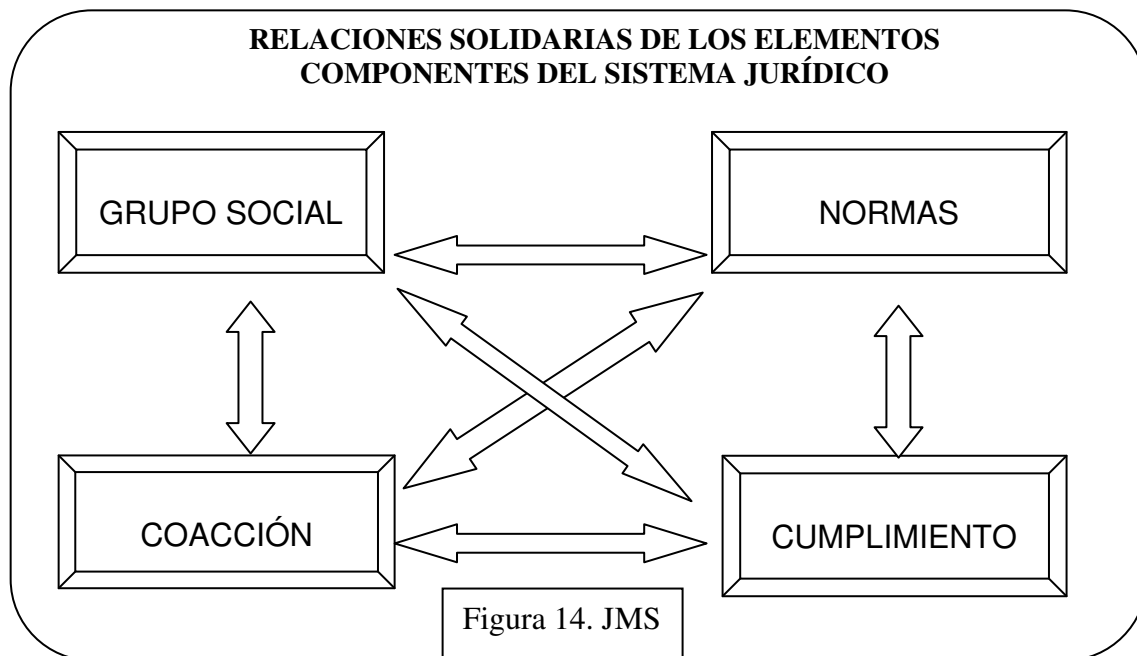 RELACIONES SOLIDARIAS DE LOS ELEMENTOS
COMPONENTES DEL SISTEMA JURÍDICO
GRUPO SOCIAL
NORMAS
COACCIÓN
CUMPLIMIENTO
Figura 14. JMS